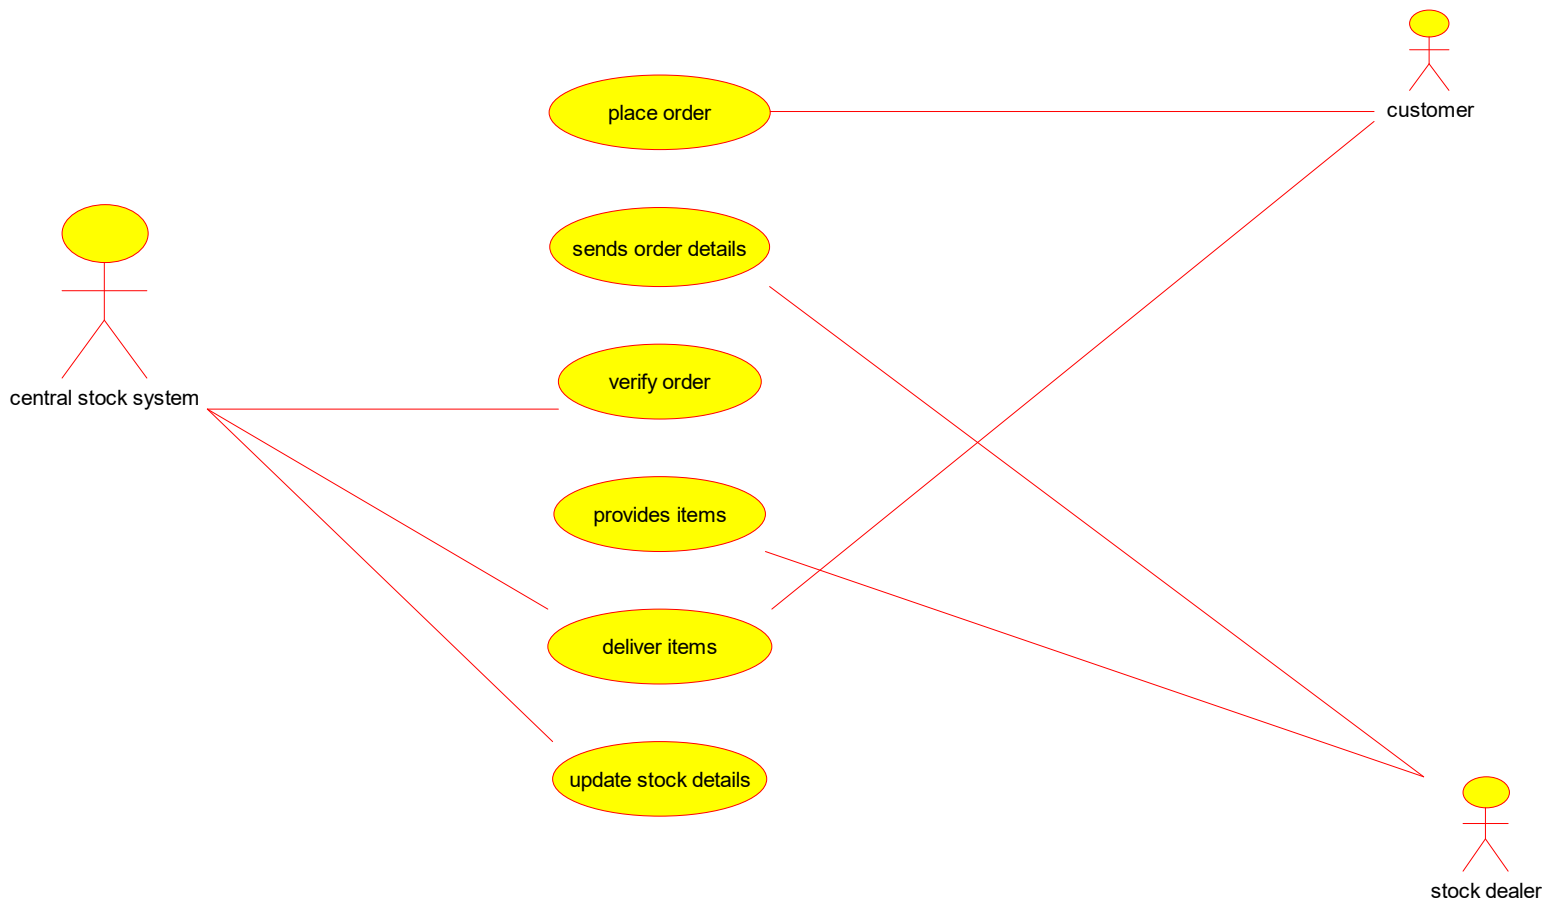 customer
place order
sends order details
verify order
central stock system
provides items
deliver items
update stock details
stock dealer